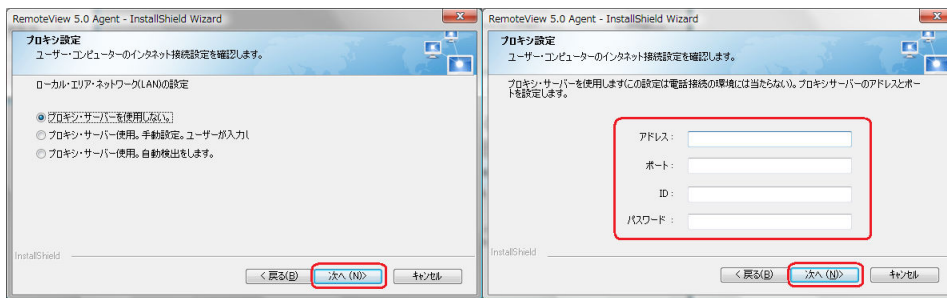 RemoteView 5.0 Agent - InstallShield Wizard
プロキシ設定
ユーザー・コンピューターのインタネット接続設定を確認します。
ローカル・エリア・ネットワーク(LAN)の設定
プロキシ・サーバーを使用しない。
プロキシ・サーバー使用。手動設定。ユーザーが入力し
プロキシ・サーバー使用。自動検出をします。
InstallShield
< 戻る(B)
次へ (N)>
キャンセル
RemoteView 5.0 Agent - InstallShield Wizard
プロキシ設定
ユーザー・コンピューターのインタネット接続設定を確認します。
プロキシ・サーバーを使用します(この設定は電話接続の環境には当たらない)。プロキシサーバーのアドレスとポー
トを設定します。
アドレス :
ポート :
ID :
パスワード :
InstallShield
< 戻る(B)
次へ (N)>
キャンセル